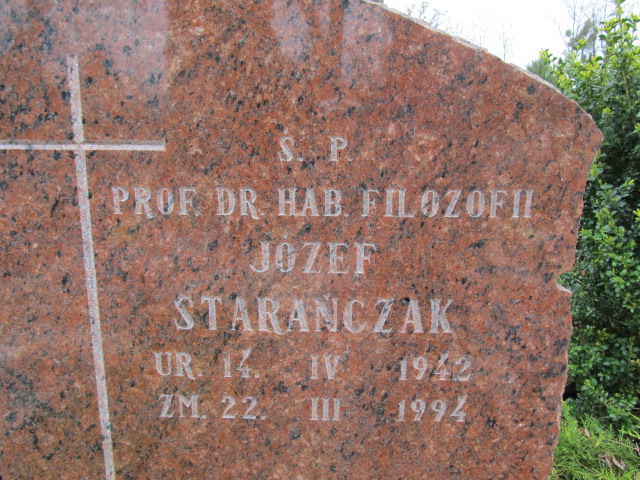 Ś. P.
PROF. DR HAB. FILOZOFII
JÓZEF
STARAŃCZAK
UR. 14. IV 1942
ZM. 22. III 1994